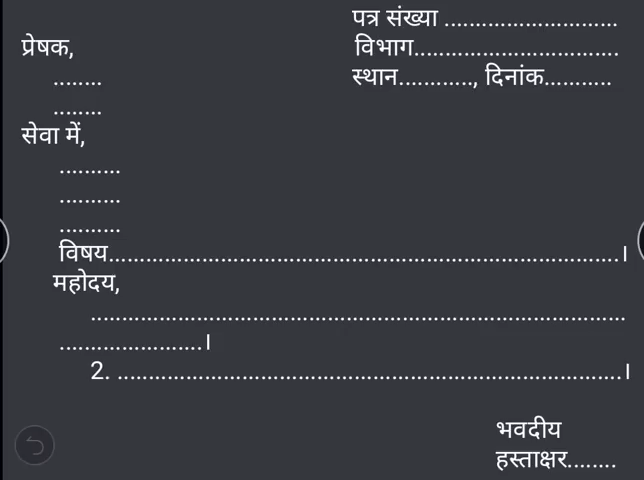 पत्र संख्या ............................
प्रेषक,
विभाग.................................
........
स्थान............, दिनांक...........
........
सेवा में,
..........
..........
..........
विषय.................................................................................।
महोदय,
......................................................................................
.......................।
2. .................................................................................।
भवदीय
हस्ताक्षर........